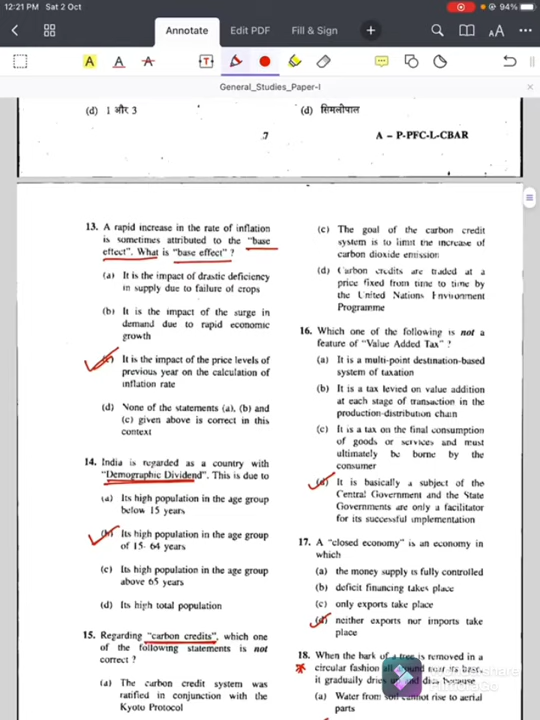 12:21 PM Sat 2 Oct
94%
Annotate
Edit PDF
Fill & Sign
General_Studies_Paper-I
(d) 1 और 3
(d) सिमलीपाल
7
A – P-PFC-L-CBAR
13. A rapid increase in the rate of inflation
is sometimes attributed to the "base
effect". What is "base effect" ?
(a) It is the impact of drastic deficiency
in supply due to failure of crops
(b) It is the impact of the surge in
demand due to rapid economic
growth
(c) It is the impact of the price levels of
previous year on the calculation of
inflation rate
(d) None of the statements (a), (b) and
(c) given above is correct in this
context
14. India is regarded as a country with
"Demographic Dividend". This is due to
(a) Its high population in the age group
below 15 years
(b) Its high population in the age group
of 15-64 years
(c) Its high population in the age group
above 65 years
(d) Its high total population
15. Regarding "carbon credits", which one
of the following statements is not
correct ?
(a) The carbon credit system was
ratified in conjunction with the
Kyoto Protocol
(c) The goal of the carbon credit
system is to limit the increase of
carbon dioxide emission
(d) Carbon credits are traded at a
price fixed from time to time by
the United Nations Environment
Programme
16. Which one of the following is not a
feature of "Value Added Tax" ?
(a) It is a multi-point destination-based
system of taxation
(b) It is a tax levied on value addition
at each stage of transaction in the
production-distribution chain
(c) It is a tax on the final consumption
of goods or services and must
ultimately be borne by the
consumer
(d) It is basically a subject of the
Central Government and the State
Governments are only a facilitator
for its successful implementation
17. A "closed economy" is an economy in
which
(a) the money supply is fully controlled
(b) deficit financing takes place
(c) only exports take place
(d) neither exports nor imports take
place
18. When the bark of a tree is removed in a
circular fashion all around near its base,
it gradually dries up and dies because
(a) Water from soil cannot rise to aerial
parts